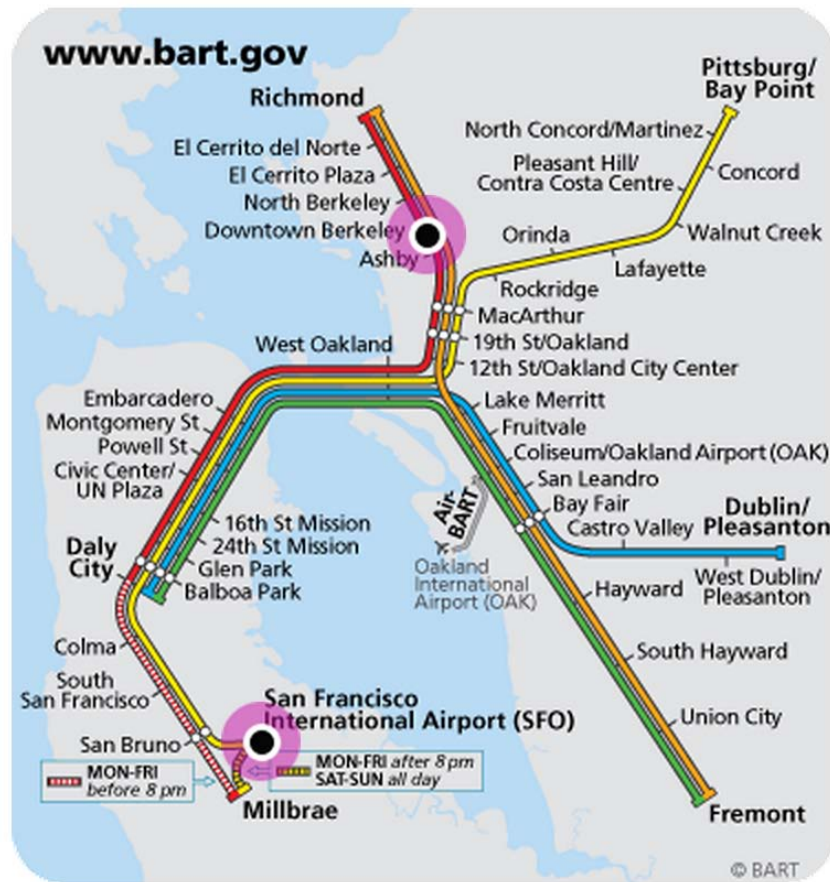 www.bart.gov
Richmond
El Cerrito del Norte
El Cerrito Plaza
North Berkeley
Downtown Berkeley
Ashby
Pittsburg/
Bay Point
North Concord/Martinez
Concord
Pleasant Hill/
Contra Costa Centre
Walnut Creek
Lafayette
Orinda
Rockridge
MacArthur
19th St/Oakland
12th St/Oakland City Center
West Oakland
Embarcadero
Montgomery St
Powell St
Civic Center/
UN Plaza
16th St Mission
24th St Mission
Glen Park
Balboa Park
Daly
City
Colma
South
San Francisco
San Bruno
San Francisco
International Airport (SFO)
MON-FRI
before 8 pm
MON-FRI after 8 pm
SAT-SUN all day
Millbrae
Lake Merritt
Fruitvale
Coliseum/Oakland Airport (OAK)
San Leandro
Bay Fair
Castro Valley
Dublin/
Pleasanton
West Dublin/
Pleasanton
Air-
BART
Oakland
International
Airport (OAK)
Hayward
South Hayward
Union City
Fremont
© BART